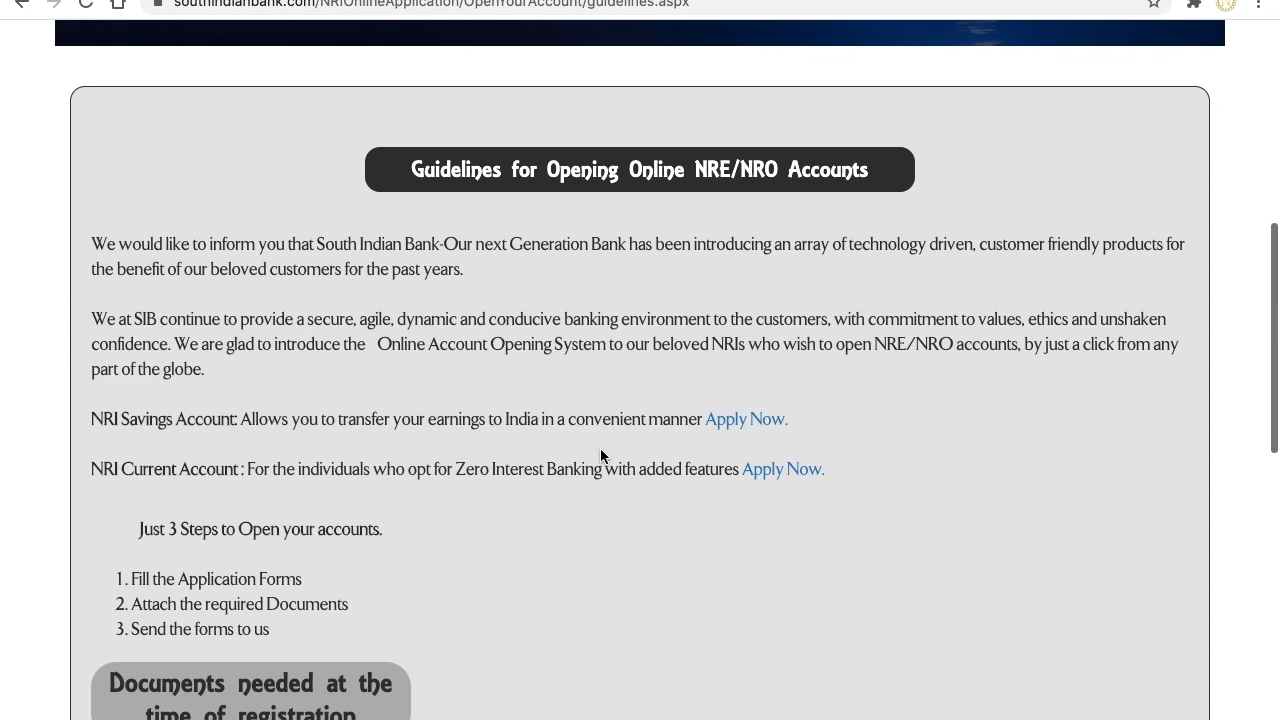 southindianbank.com/NRIOnlineApplication/OpenYourAccount/guidelines.aspx
Guidelines for Opening Online NRE/NRO Accounts
We would like to inform you that South Indian Bank-Our next Generation Bank has been introducing an array of technology driven, customer friendly products for
the benefit of our beloved customers for the past years.
We at SIB continue to provide a secure, agile, dynamic and conducive banking environment to the customers, with commitment to values, ethics and unshaken
confidence. We are glad to introduce the Online Account Opening System to our beloved NRIs who wish to open NRE/NRO accounts, by just a click from any
part of the globe.
NRI Savings Account: Allows you to transfer your earnings to India in a convenient manner Apply Now.
NRI Current Account : For the individuals who opt for Zero Interest Banking with added features Apply Now.
Just 3 Steps to Open your accounts.
1. Fill the Application Forms
2. Attach the required Documents
3. Send the forms to us
Documents needed at the
time of registration